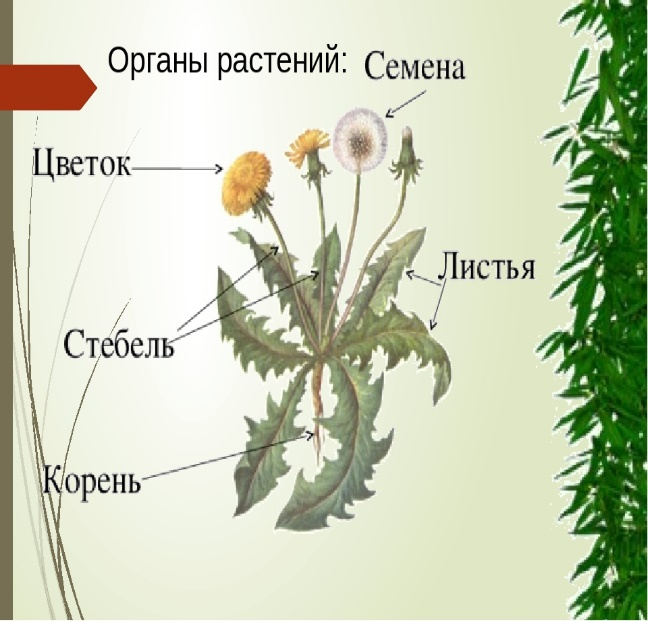 Органы растений:
Семена
Цветок
Листья
Стебель
Корень